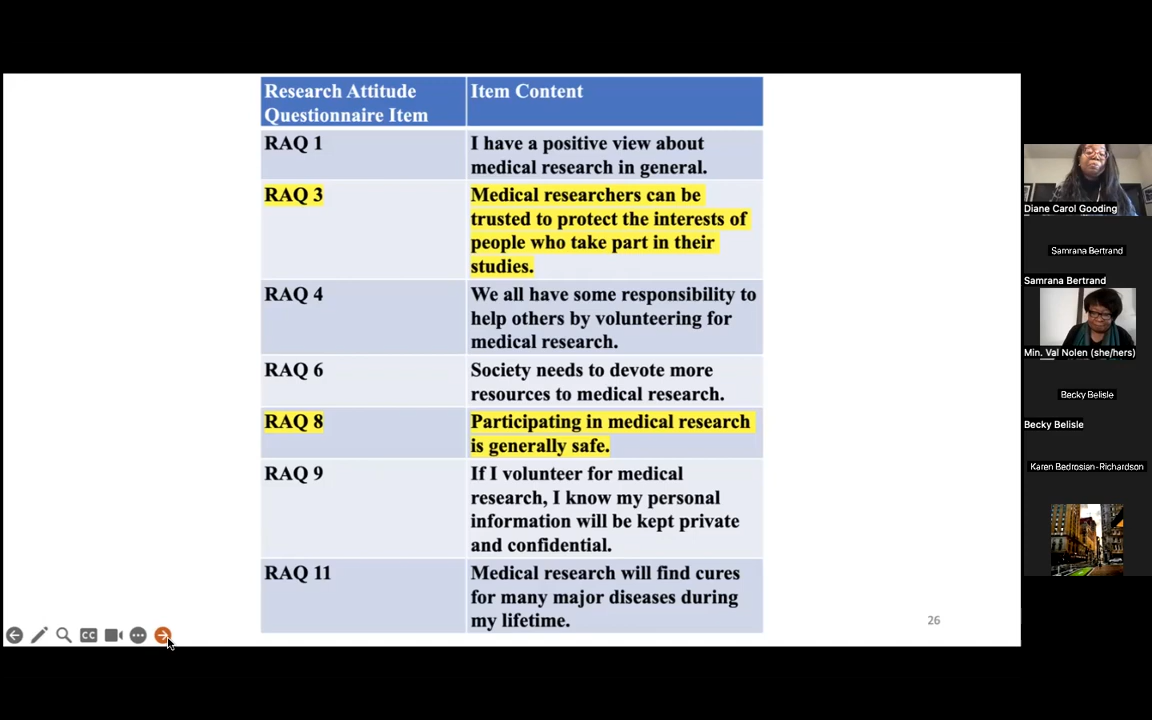 Research Attitude
Questionnaire Item
Item Content
RAQ 1
I have a positive view about
medical research in general.
RAQ 3
Medical researchers can be
trusted to protect the interests of
people who take part in their
studies.
RAQ 4
We all have some responsibility to
help others by volunteering for
medical research.
RAQ 6
Society needs to devote more
resources to medical research.
RAQ 8
Participating in medical research
is generally safe.
RAQ 9
If I volunteer for medical
research, I know my personal
information will be kept private
and confidential.
RAQ 11
Medical research will find cures
for many major diseases during
my lifetime.
26
CC
Diane Carol Gooding
Samrana Bertrand
Samrana Bertrand
Min. Val Nolen (she/hers)
Becky Belisle
Becky Belisle
Karen Bedrosian-Richardson